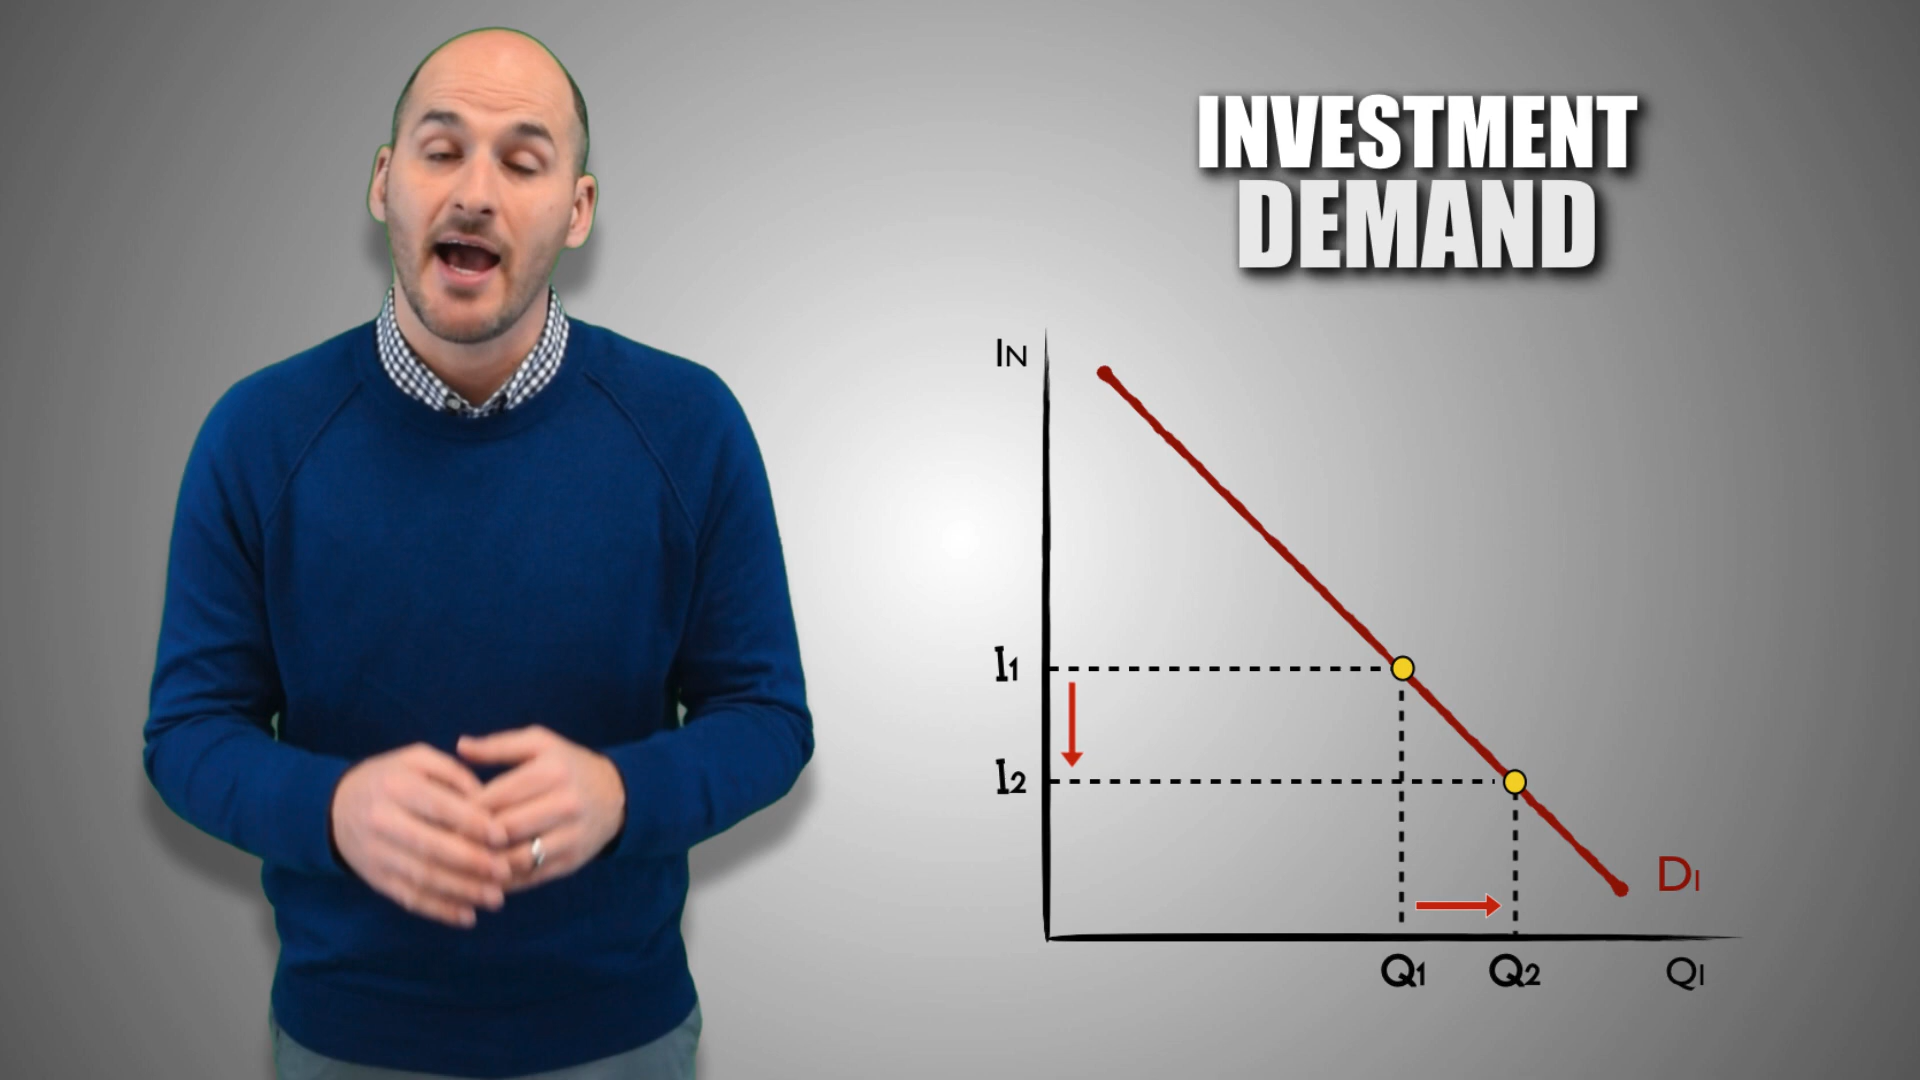 INVESTMENT
DEMAND
IN
I1
I2
DI
Q1 Q2 QI